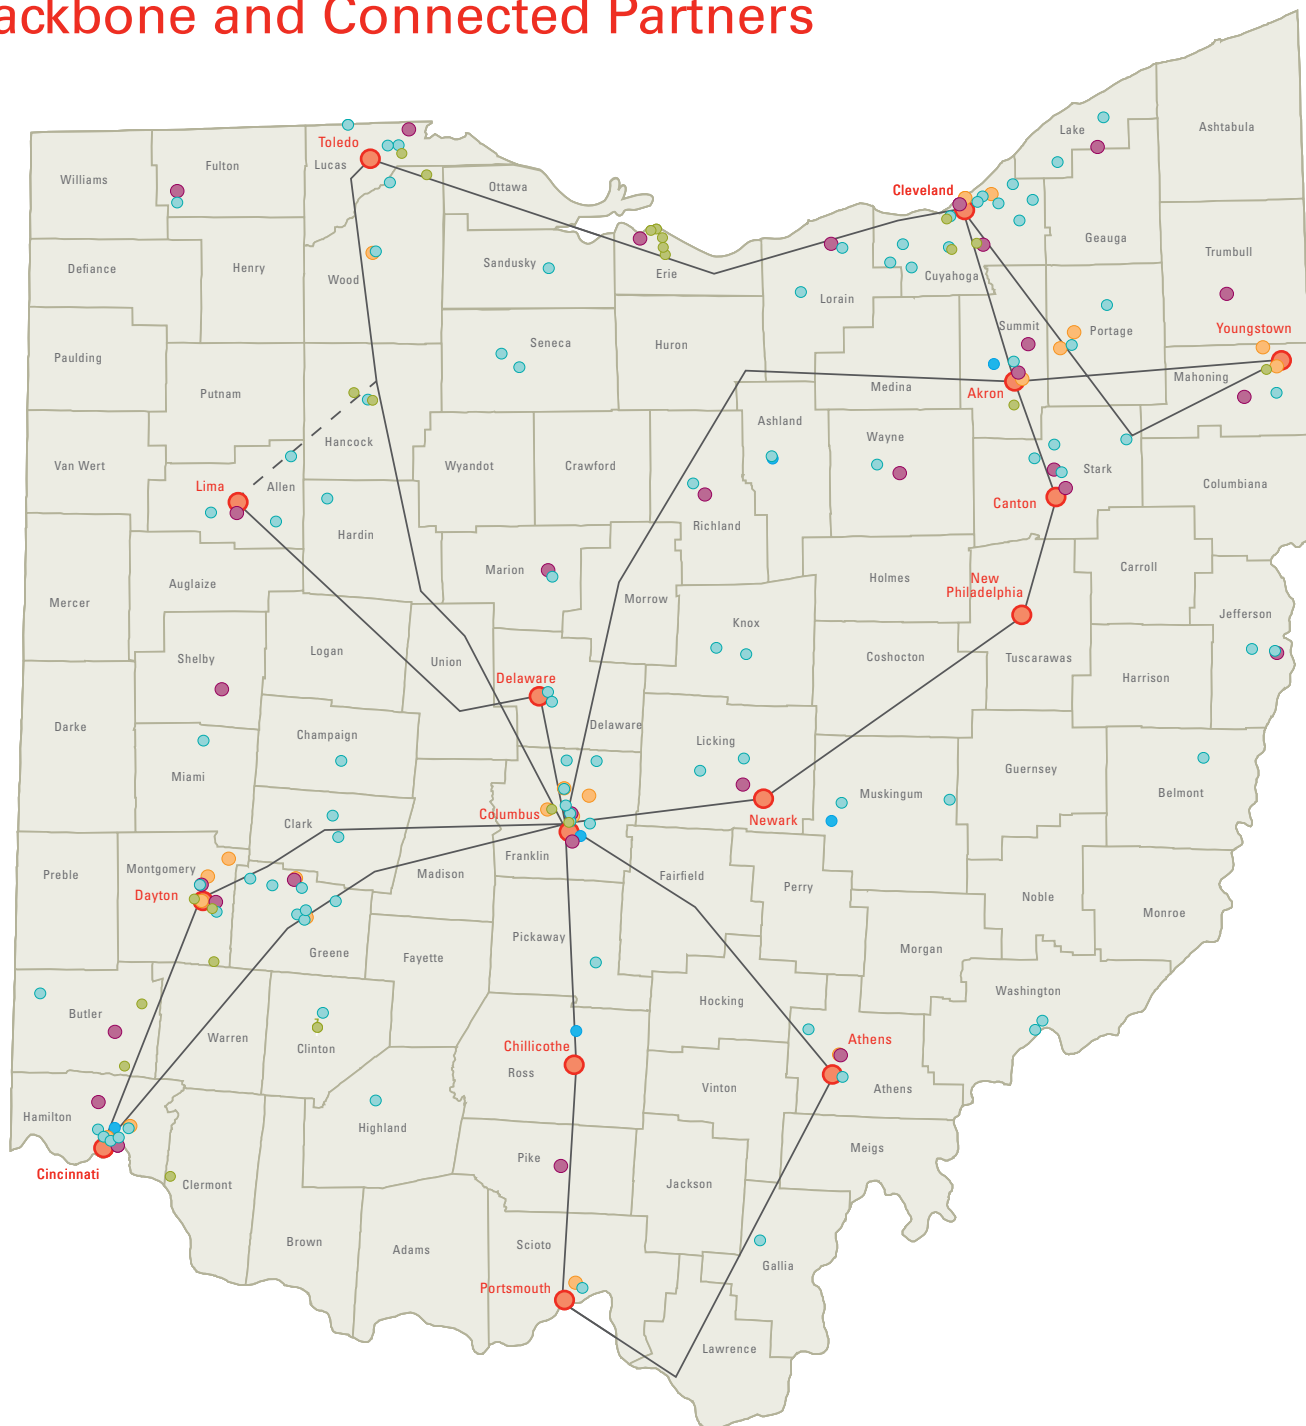 ackbone and Connected Partners
Lake
Ashtabula
Toledo
Lucas
Fulton
Williams
Ottawa
Cleveland
Geauga
Trumbull
Defiance
Henry
Wood
Sandusky
Erie
Cuyahoga
Lorain
Summit
Portage
Youngstown
Paulding
Putnam
Seneca
Huron
Medina
Akron
Mahoning
Hancock
Ashland
Wayne
Van Wert
Lima
Allen
Wyandot
Crawford
Stark
Columbiana
Canton
Hardin
Richland
Marion
Auglaize
Mercer
Morrow
Holmes
New
Philadelphia
Carroll
Jefferson
Knox
Shelby
Logan
Union
Coshocton
Tuscarawas
Harrison
Delaware
Delaware
Darke
Champaign
Licking
Miami
Guernsey
Belmont
Muskingum
Clark
Columbus
Newark
Franklin
Montgomery
Preble
Madison
Fairfield
Perry
Dayton
Noble
Monroe
Pickaway
Greene
Fayette
Morgan
Hocking
Washington
Butler
Warren
Clinton
Chillicothe
Ross
Athens
Vinton
Athens
Hamilton
Highland
Pike
Meigs
Cincinnati
Clermont
Jackson
Brown
Adams
Scioto
Gallia
Portsmouth
Lawrence